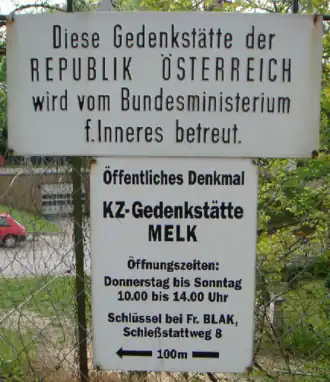 Diese Gedenkstätte der
REPUBLIK ÖSTERREICH
wird vom Bundesministerium
f.Inneres betreut.
Öffentliches Denkmal
KZ-Gedenkstätte
MELK
Öffnungszeiten:
Donnerstag bis Sonntag
10.00 bis 14.00 Uhr
Schlüssel bei Fr. BLAK,
Schießstattweg 8
100m